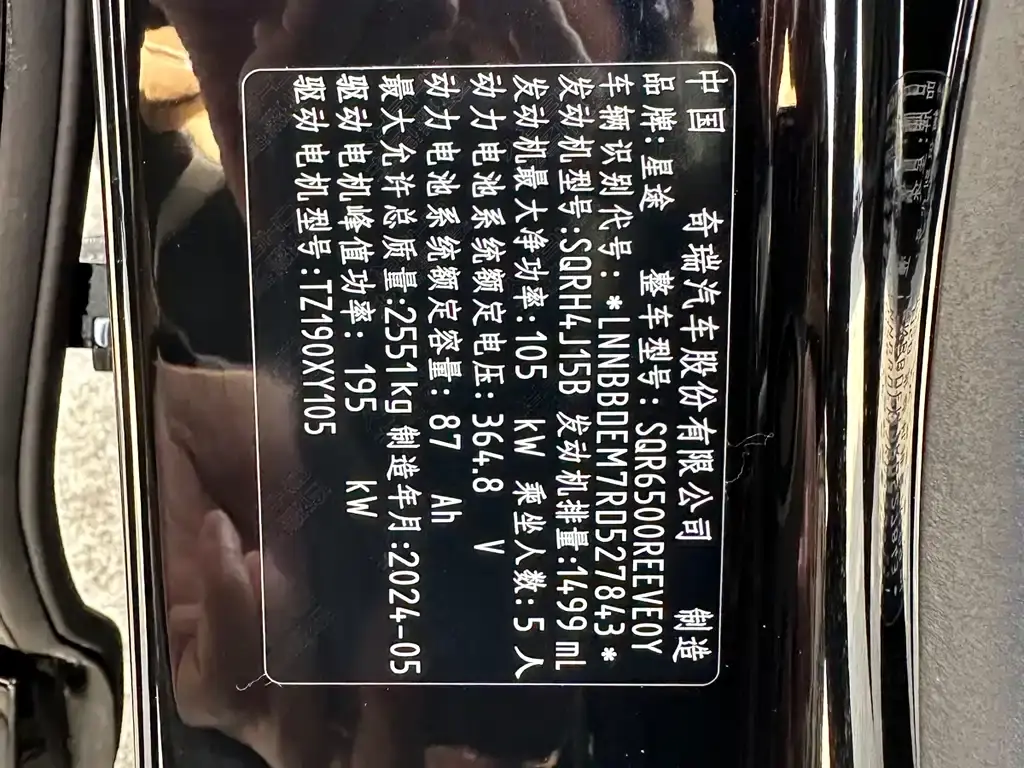 中国 奇瑞汽车股份有限公司 制造
品牌:星途 整车型号:SQR6500REEVE0Y
车辆识别代号:*LNNBBDEM7RD527843*
发动机型号:SQRH4J15B 发动机排量:1499mL
发动机最大净功率:105 kW 乘坐人数:5人
动力电池系统额定电压:364.8 V
动力电池系统额定容量:87 Ah
最大允许总质量:2551kg 制造年月:2024-05
驱动电机峰值功率:195 kW
驱动电机型号:TZ190XY105